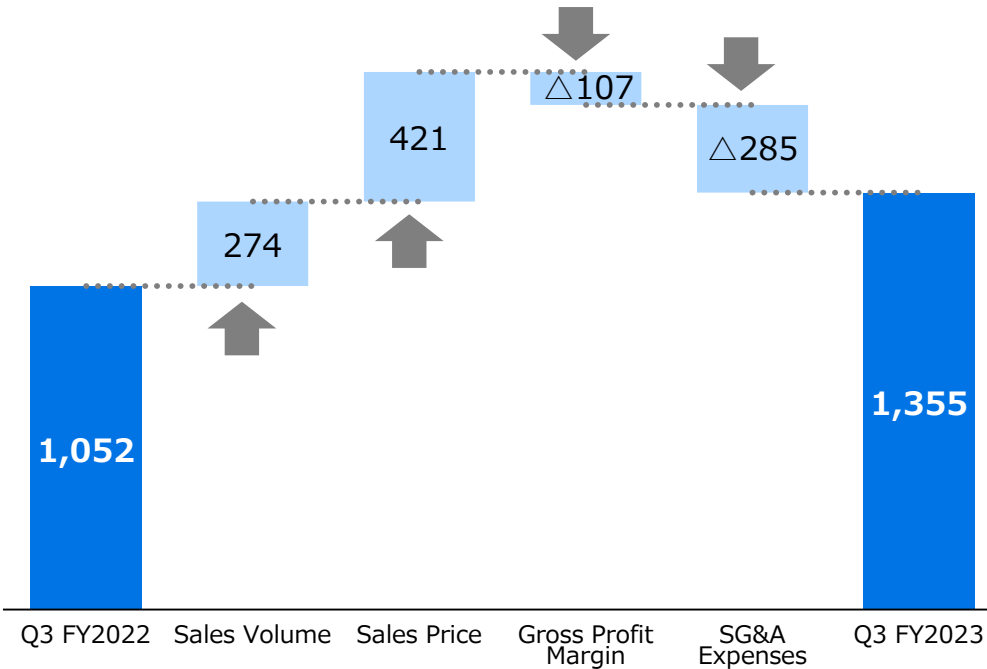 △107
421
△285
274
1,355
1,052
Q3 FY2022
Sales Volume
Sales Price
Gross Profit
Margin
SG&A
Expenses
Q3 FY2023